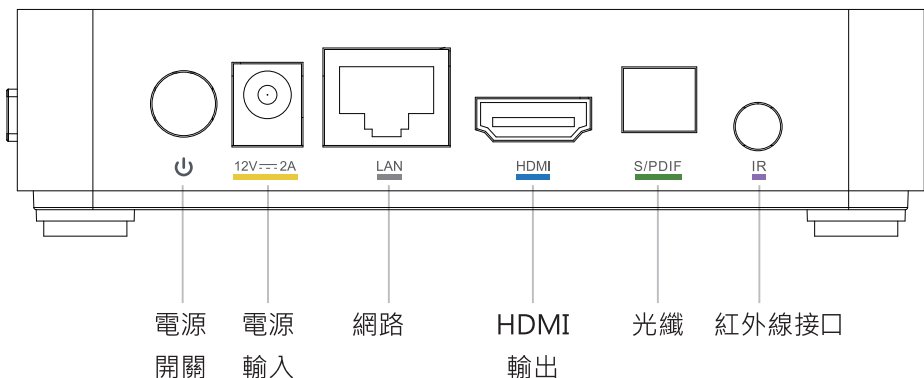 12V⎓2A LAN HDMI S/PDIF IR
電源 電源 網路 HDMI 光纖 紅外線接口
開關 輸入 輸出